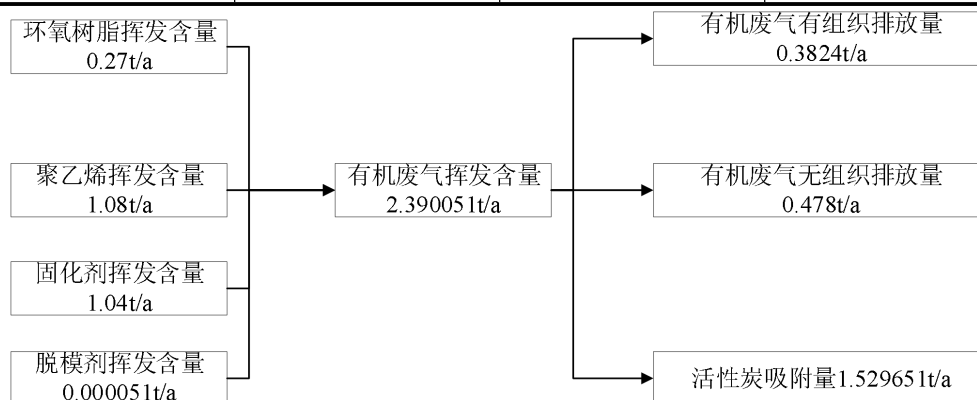 环氧树脂挥发含量
0.27t/a
聚乙烯挥发含量
1.08t/a
固化剂挥发含量
1.04t/a
脱模剂挥发含量
0.000051t/a
有机废气挥发含量
2.390051t/a
有机废气有组织排放量
0.3824t/a
有机废气无组织排放量
0.478t/a
活性炭吸附量1.529651t/a